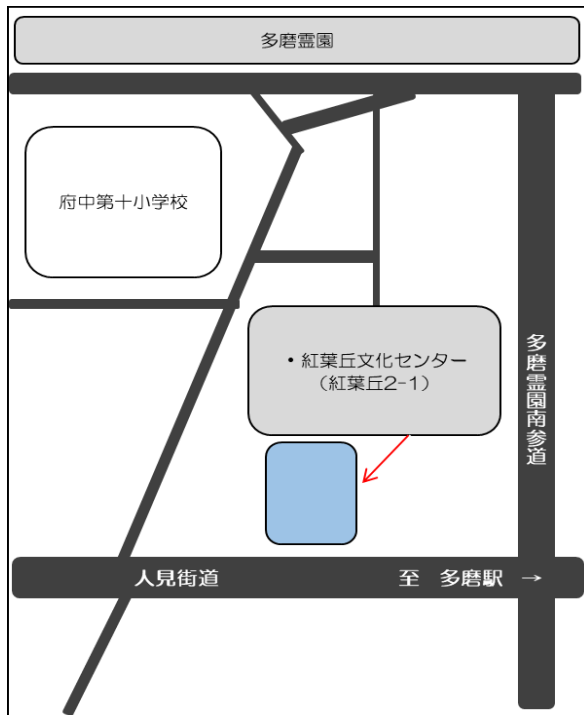 多磨霊園
府中第十小学校
・紅葉丘文化センター
（紅葉丘2-1）
多磨霊園南参道
人見街道　至　多磨駅　→